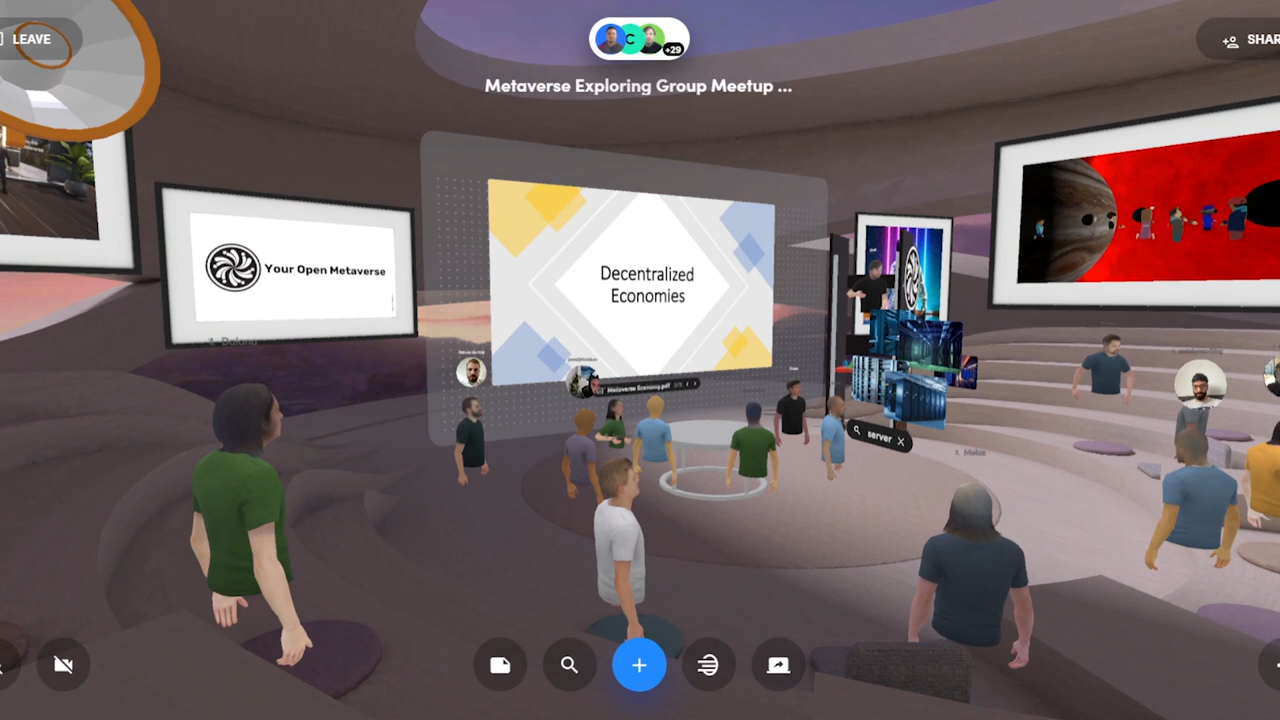 LEAVE
C
+29
SHAR
Metaverse Exploring Group Meetup ...
Your Open Metaverse
Decentralized
Economies
Metaverse Economy.pdf
server